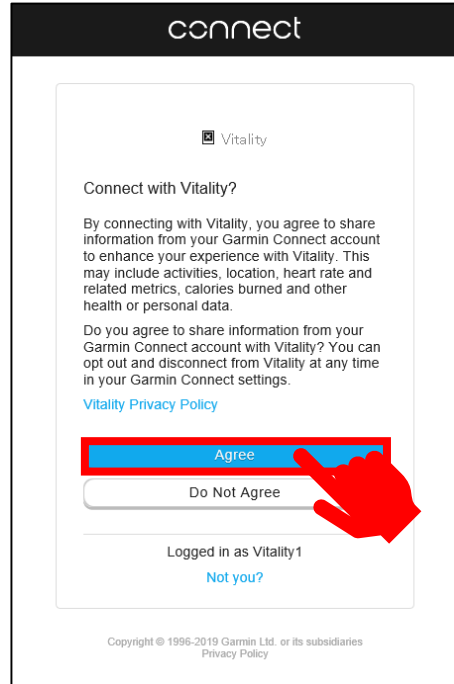 connect
Vitality
Connect with Vitality?
By connecting with Vitality, you agree to share
information from your Garmin Connect account
to enhance your experience with Vitality. This
may include activities, location, heart rate and
related metrics, calories burned and other
health or personal data.
Do you agree to share information from your
Garmin Connect account with Vitality? You can
opt out and disconnect from Vitality at any time
in your Garmin Connect settings.
Vitality Privacy Policy
Agree
Do Not Agree
Logged in as Vitality1
Not you?
Copyright © 1996-2019 Garmin Ltd. or its subsidiaries
Privacy Policy